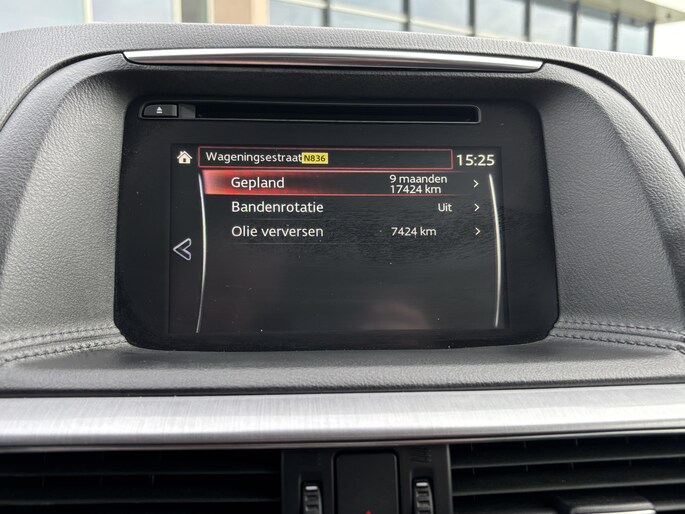 Wageningsestraat N836 15:25
Gepland 9 maanden
17424 km
Bandenrotatie Uit
Olie verversen 7424 km